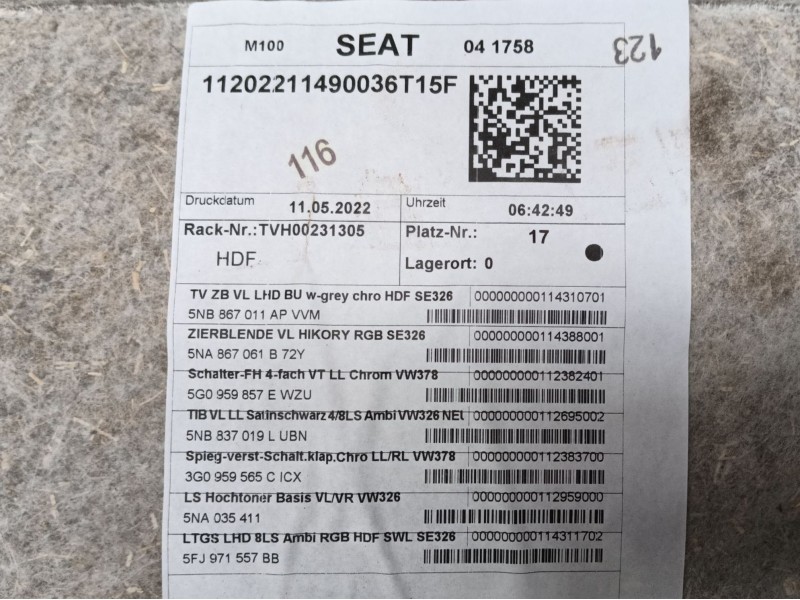 M100 SEAT 04 1758
123
11202211490036T15F
116
Druckdatum 11.05.2022 Uhrzeit 06:42:49
Rack-Nr.:TVH00231305 Platz-Nr.: 17
HDF Lagerort: 0
TV ZB VL LHD BU w-grey chro HDF SE326 000000000114310701
5NB 867 011 AP VVM
ZIERBLENDE VL HIKORY RGB SE326 000000000114388001
5NA 867 061 B 72Y
Schalter-FH 4-fach VT LL Chrom VW378 000000000112382401
5G0 959 857 E WZU
TIB VL LL Satinschwarz 4/8LS Ambi VW326 NEU 000000000112695002
5NB 837 019 L UBN
Spieg-verst-Schalt.klap.Chro LL/RL VW378 000000000112383700
3G0 959 565 C ICX
LS Hochtoner Basis VL/VR VW326 000000000112959000
5NA 035 411
LTGS LHD 8LS Ambi RGB HDF SWL SE326 000000000114311702
5FJ 971 557 BB